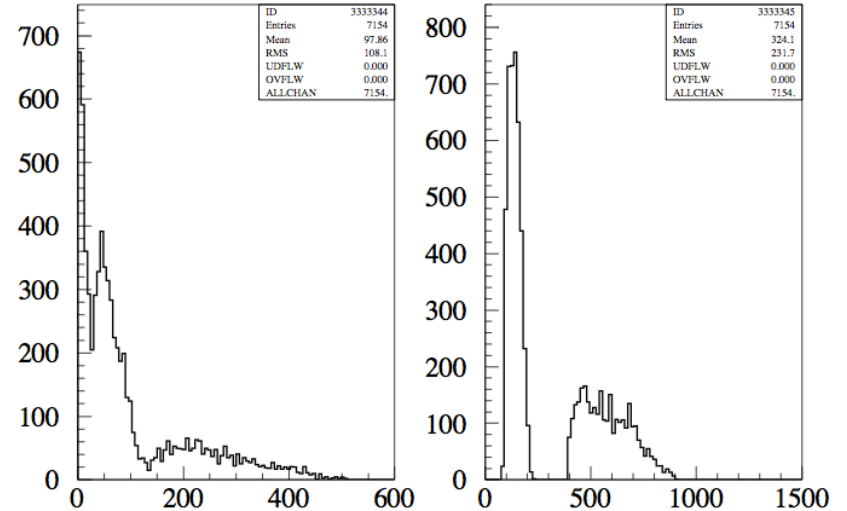 ID 3333344
Entries 7154
Mean 97.86
RMS 108.1
UDFLW 0.000
OVFLW 0.000
ALLCHAN 7154.
700
600
500
400
300
200
100
0
0 200 400 600
ID 3333345
Entries 7154
Mean 324.1
RMS 231.7
UDFLW 0.000
OVFLW 0.000
ALLCHAN 7154.
800
700
600
500
400
300
200
100
0
0 500 1000 1500